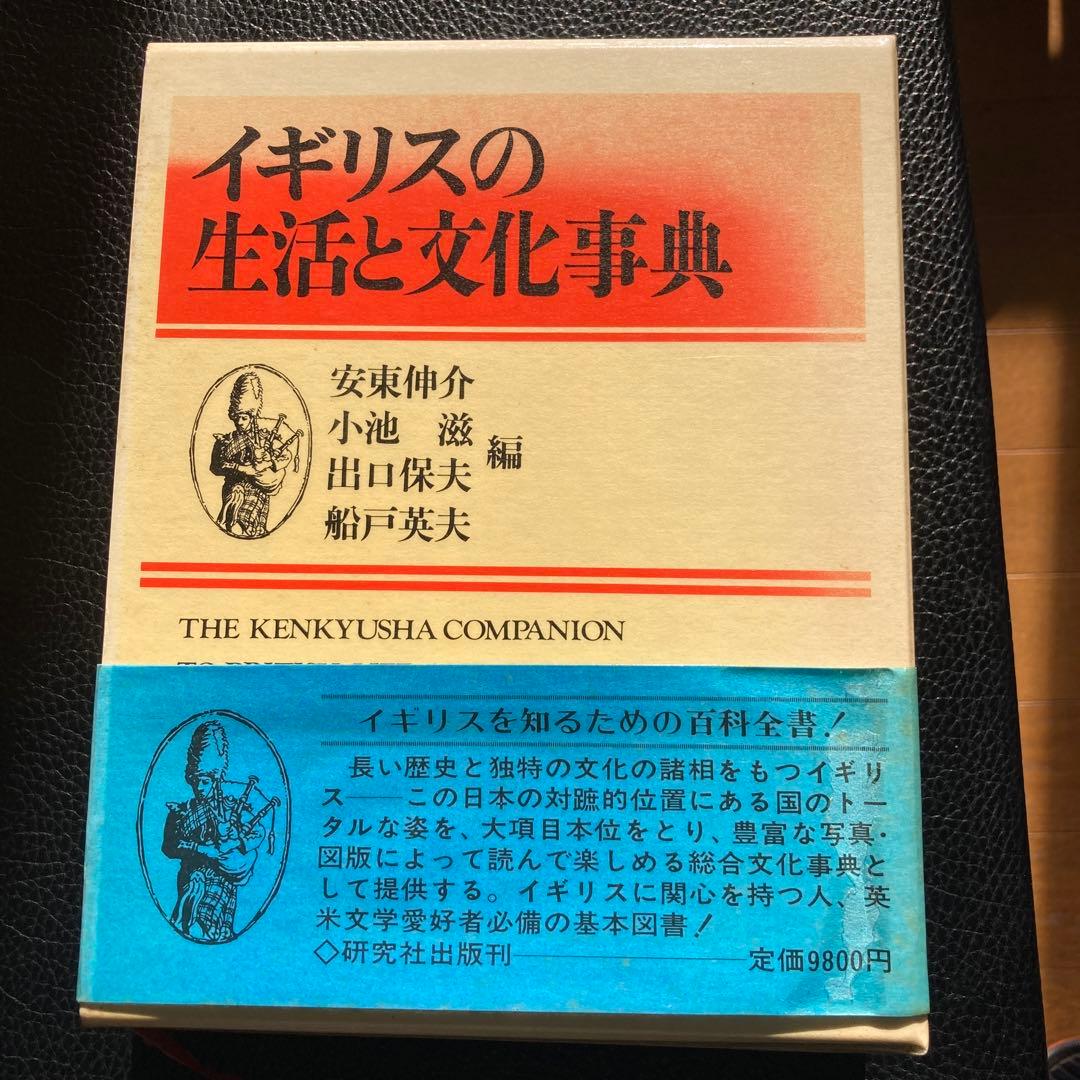 イギリスの
生活と文化事典
安東伸介
小池 滋
出口保夫
船戸英夫
編
THE KENKYUSHA COMPANION
イギリスを知るための百科全書!
長い歴史と独特の文化の諸相をもつイギリ
ス——この日本の対蹠的位置にある国のトー
タルな姿を、大項目本位をとり、豊富な写真・
図版によって読んで楽しめる総合文化事典と
して提供する。イギリスに関心を持つ人、英
米文学愛好者必備の基本図書!
◇研究社出版刊————定価9800円